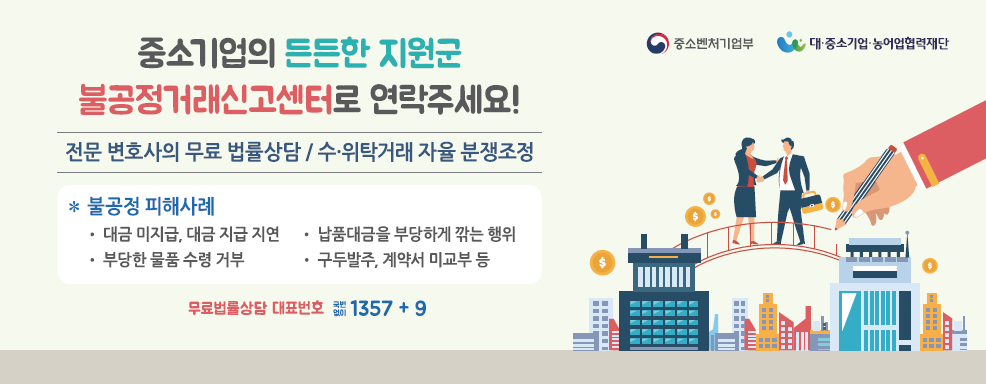 중소기업의 든든한 지원군
불공정거래신고센터로 연락주세요!
전문 변호사의 무료 법률상담 / 수·위탁거래 자율 분쟁조정
* 불공정 피해사례
• 대금 미지급, 대금 지급 지연
• 부당한 물품 수령 거부
• 납품대금을 부당하게 깎는 행위
• 구두발주, 계약서 미교부 등
무료법률상담 대표번호 국번없이 1357 + 9
중소벤처기업부
대·중소기업·농어업협력재단